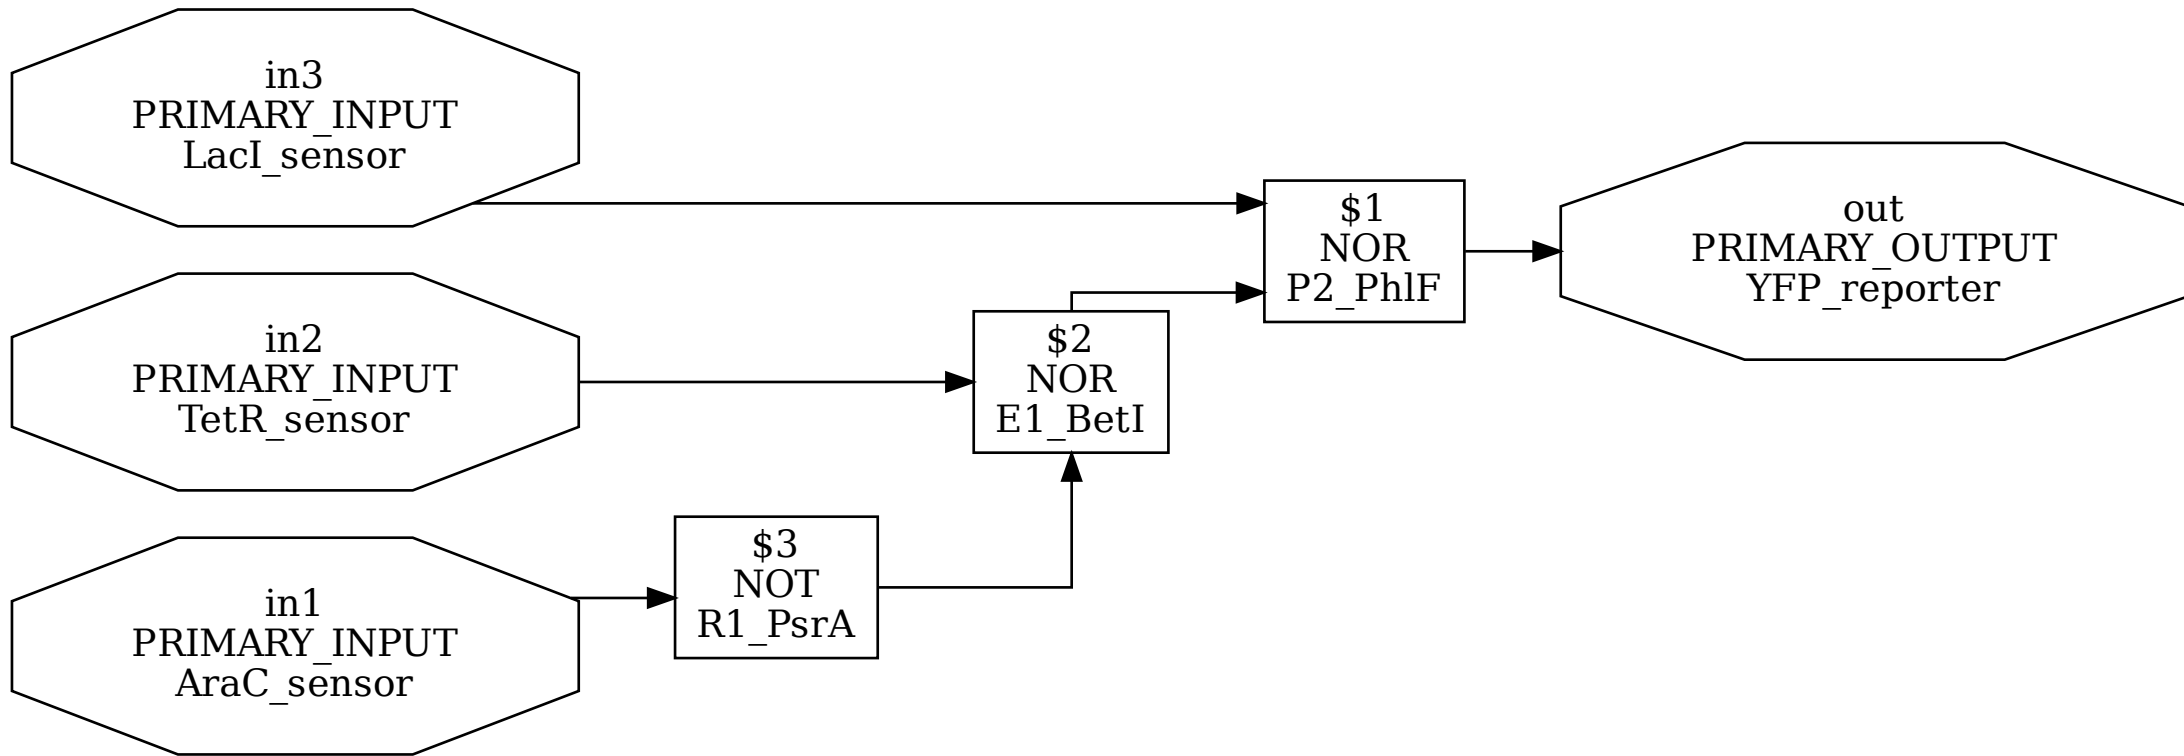 in3
PRIMARY_INPUT
LacI_sensor
in2
PRIMARY_INPUT
TetR_sensor
in1
PRIMARY_INPUT
AraC_sensor
$3
NOT
R1_PsrA
$2
NOR
E1_BetI
$1
NOR
P2_PhlF
out
PRIMARY_OUTPUT
YFP_reporter